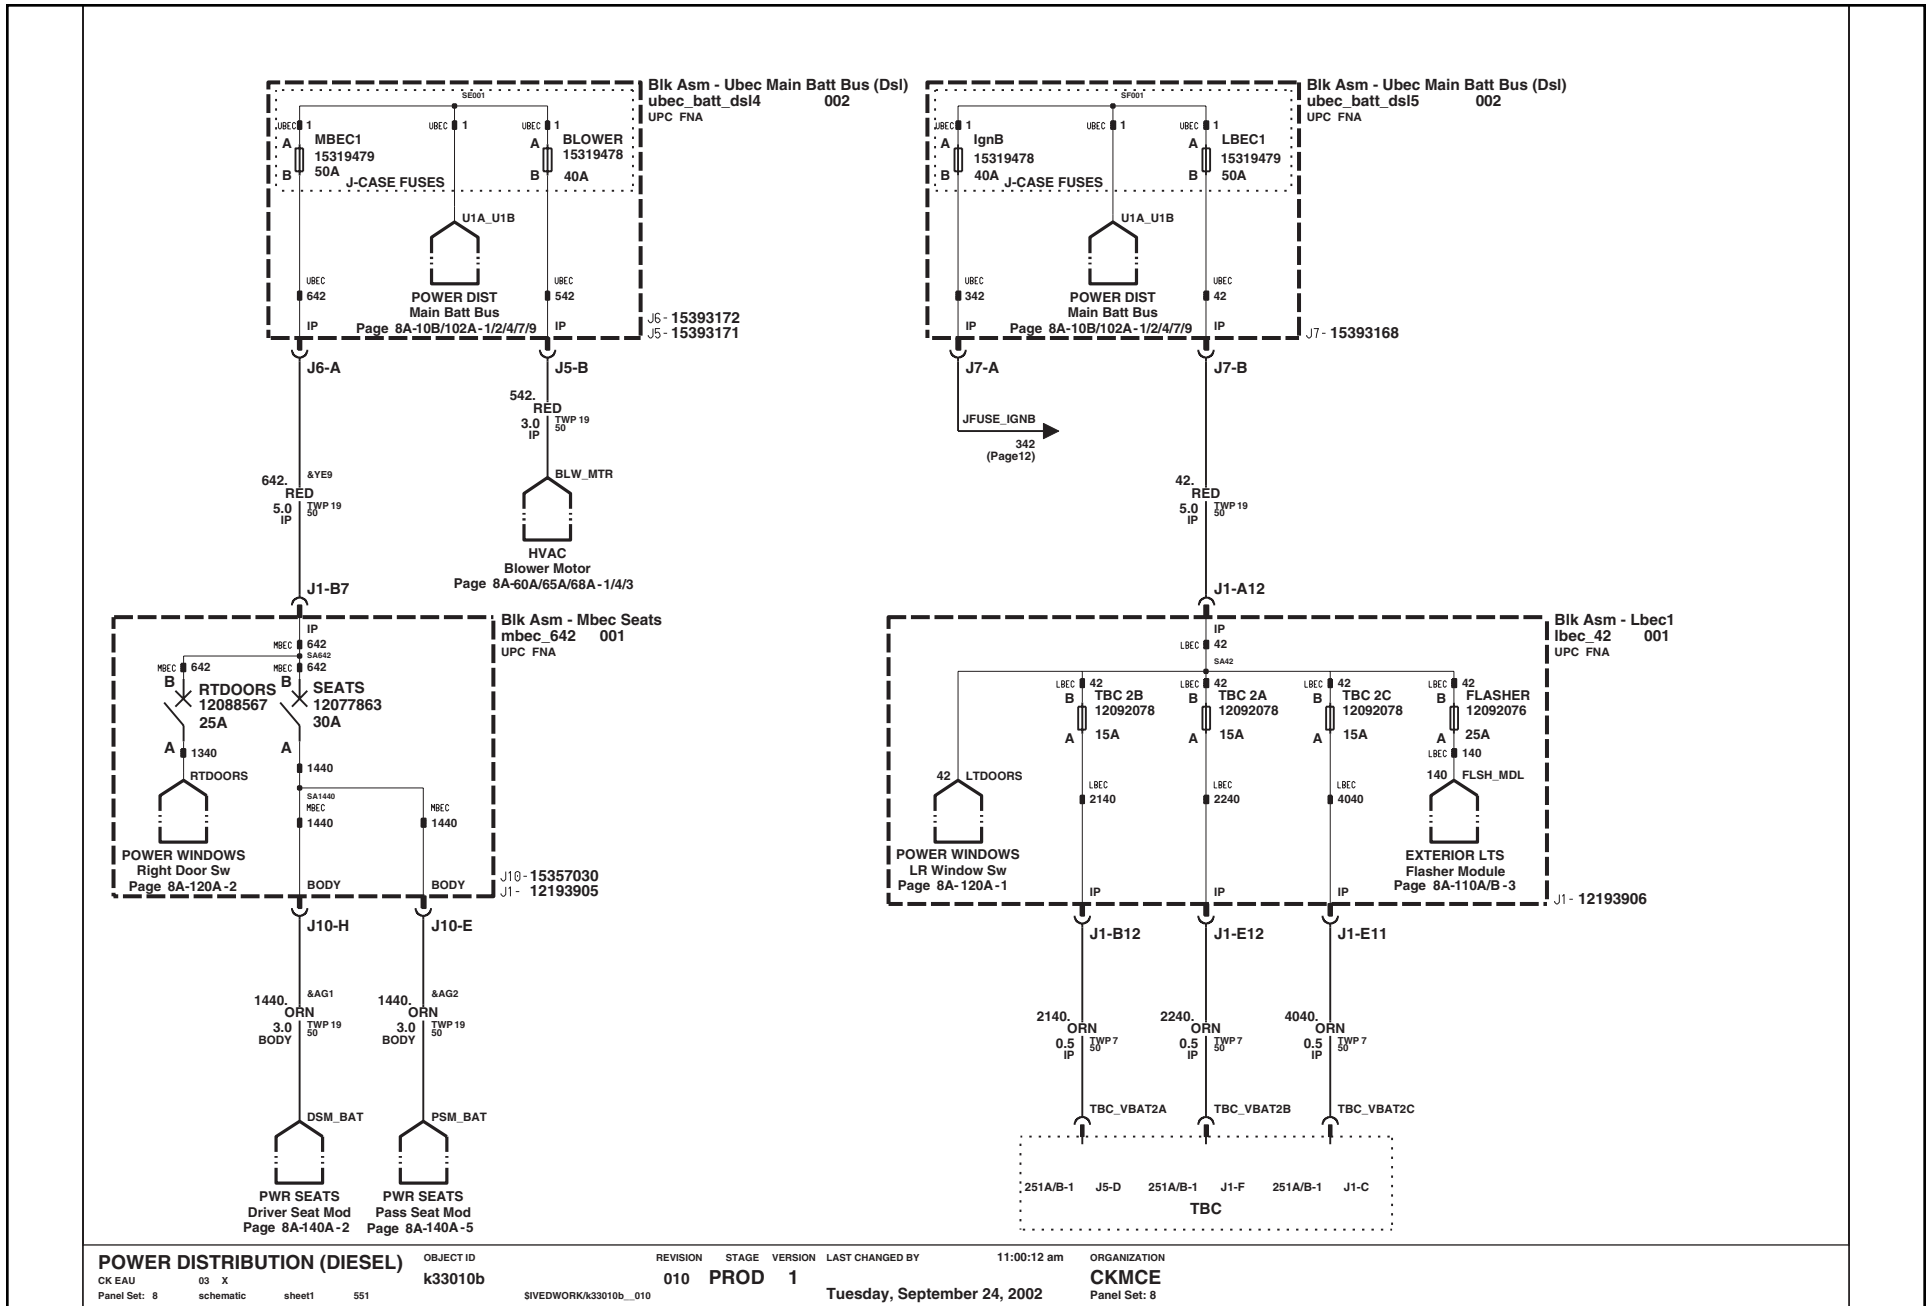 Blk Asm - Ubec Main Batt Bus (Dsl)
ubec_batt_dsl4 002
UPC FNA
SE001
UBEC 1
UBEC 1
UBEC 1
A
MBEC1
15319479
50A
B
J-CASE FUSES
A
BLOWER
15319478
B
40A
U1A_U1B
UBEC
642
UBEC
542
POWER DIST
Main Batt Bus
Page 8A-10B/102A-1/2/4/7/9
IP
IP
J6- 15393172
J5- 15393171
J6-A
J5-B
542.
RED
3.0
IP
TWP 19
50
BLW_MTR
HVAC
Blower Motor
Page 8A-60A/65A/68A-1/4/3
642.
&YE9
RED
5.0
IP
TWP 19
50
J1-B7
Blk Asm - Mbec Seats
mbec_642 001
UPC FNA
IP
MBEC 642
SA642
MBEC 642
MBEC 642
B
RTDOORS
12088567
25A
A
1340
RTDOORS
B
SEATS
12077863
30A
A
1440
SA1440
MBEC
1440
MBEC
1440
POWER WINDOWS
Right Door Sw
Page 8A-120A-2
BODY
BODY
J10- 15357030
J1- 12193905
J10-H
J10-E
1440.
&AG1
ORN
3.0
BODY
TWP 19
50
1440.
&AG2
ORN
3.0
BODY
TWP 19
50
DSM_BAT
PSM_BAT
PWR SEATS
Driver Seat Mod
Page 8A-140A-2
PWR SEATS
Pass Seat Mod
Page 8A-140A-5
Blk Asm - Ubec Main Batt Bus (Dsl)
ubec_batt_dsl5 002
UPC FNA
SF001
UBEC 1
UBEC 1
UBEC 1
A
IgnB
15319478
B
40A
J-CASE FUSES
A
LBEC1
15319479
B
50A
U1A_U1B
UBEC
342
UBEC
42
POWER DIST
Main Batt Bus
Page 8A-10B/102A-1/2/4/7/9
IP
IP
J7- 15393168
J7-A
J7-B
JFUSE_IGNB
342
(Page12)
42.
RED
5.0
IP
TWP 19
50
J1-A12
Blk Asm - Lbec1
lbec_42 001
UPC FNA
IP
LBEC 42
SA42
LBEC 42
B
TBC 2B
12092078
A
15A
LBEC 42
B
TBC 2A
12092078
A
15A
LBEC 42
B
TBC 2C
12092078
A
15A
LBEC 42
B
FLASHER
12092076
A
25A
LBEC 140
42 LTDOORS
LBEC
2140
LBEC
2240
LBEC
4040
140 FLSH_MDL
POWER WINDOWS
LR Window Sw
Page 8A-120A-1
EXTERIOR LTS
Flasher Module
Page 8A-110A/B-3
IP
IP
IP
J1- 12193906
J1-B12
J1-E12
J1-E11
2140.
ORN
0.5
IP
TWP 7
50
2240.
ORN
0.5
IP
TWP 7
50
4040.
ORN
0.5
IP
TWP 7
50
TBC_VBAT2A
TBC_VBAT2B
TBC_VBAT2C
251A/B-1 J5-D 251A/B-1 J1-F 251A/B-1 J1-C
TBC
POWER DISTRIBUTION (DIESEL)
CK EAU 03 X
Panel Set: 8 schematic sheet1 551
OBJECT ID
k33010b
$IVEDWORK/k33010b__010
REVISION STAGE VERSION LAST CHANGED BY 11:00:12 am
010 PROD 1
Tuesday, September 24, 2002
ORGANIZATION
CKMCE
Panel Set: 8